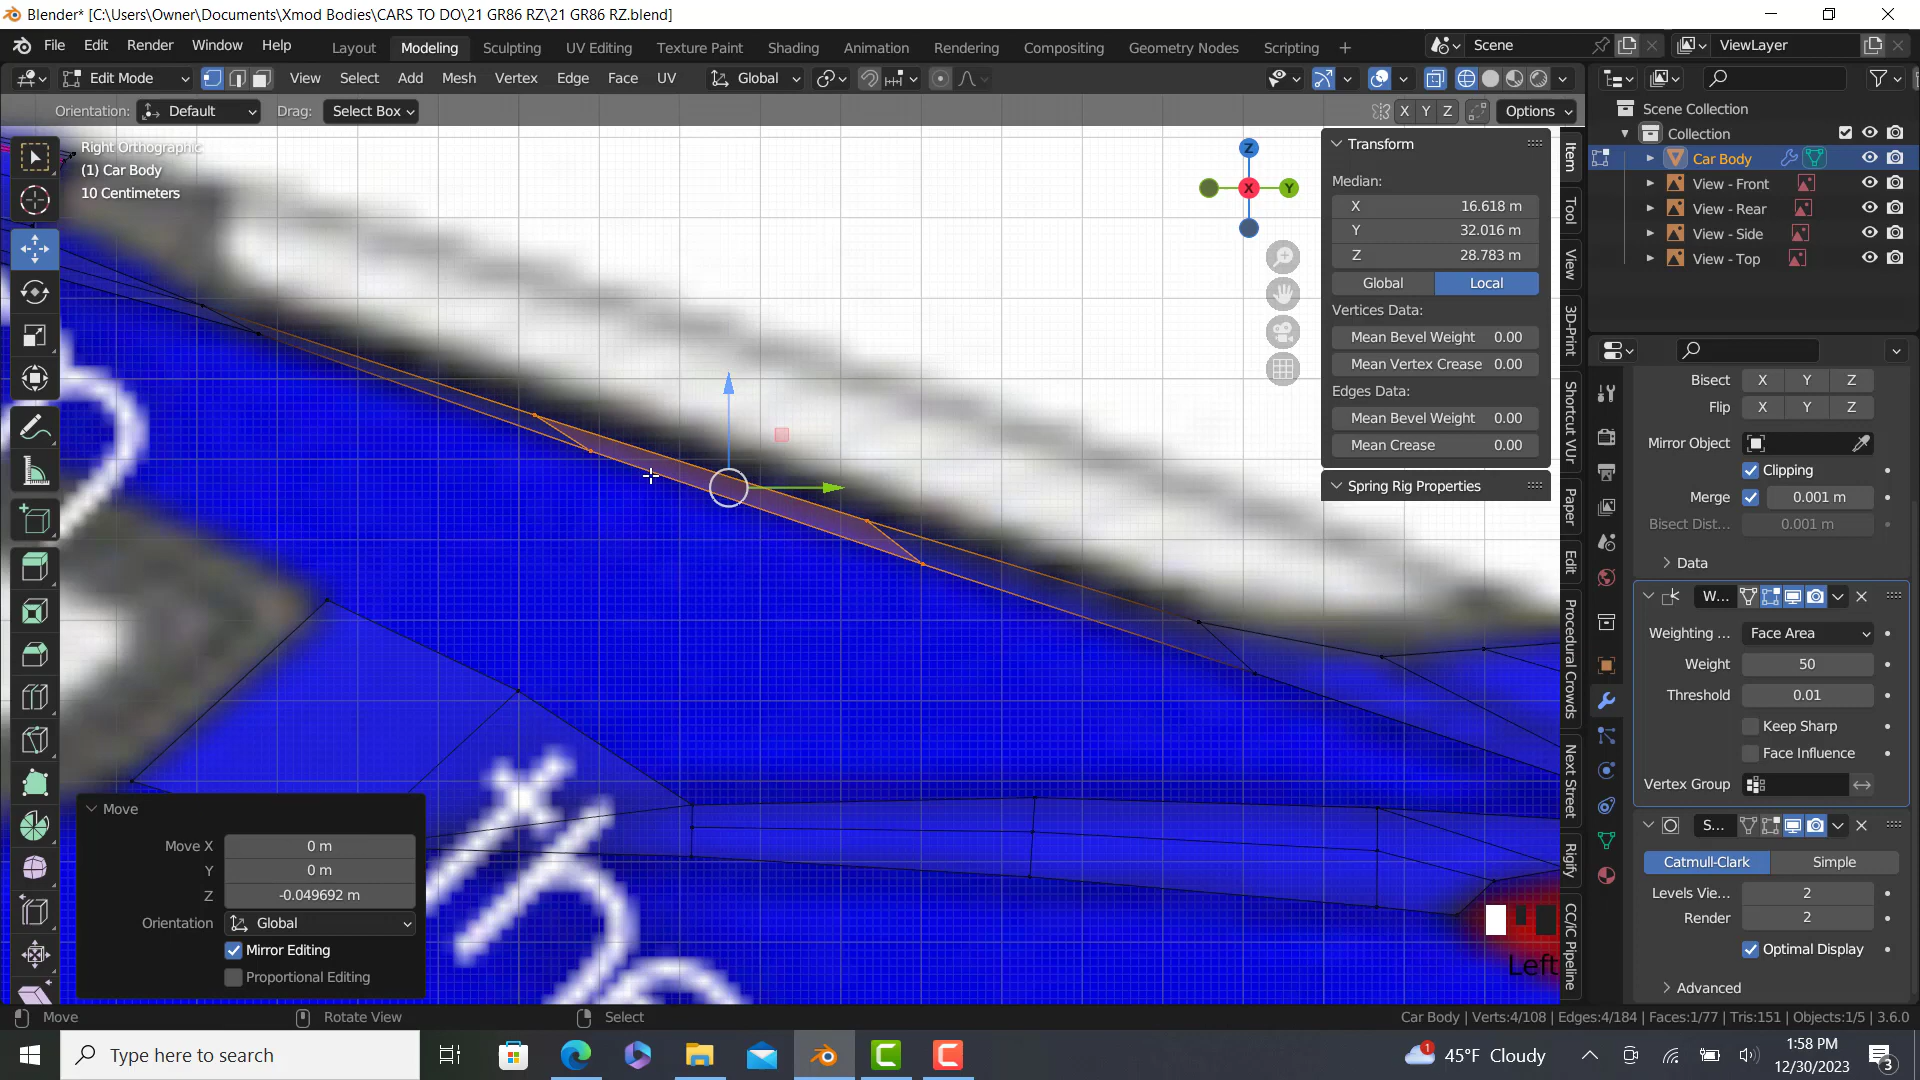 Blender* [C:\Users\Owner\Documents\Xmod Bodies\CARS TO DO\21 GR86 RZ\21 GR86 RZ.blend]
File Edit Render Window Help
Layout Modeling Sculpting UV Editing Texture Paint Shading Animation Rendering Compositing Geometry Nodes Scripting +
Scene
ViewLayer
Edit Mode View Select Add Mesh Vertex Edge Face UV Global
Orientation: Default Drag: Select Box
X Y Z Options
Right Orthographic
(1) Car Body
10 Centimeters
Z
X
Y
Transform
Median:
X 16.618 m
Y 32.016 m
Z 28.783 m
Global Local
Vertices Data:
Mean Bevel Weight 0.00
Mean Vertex Crease 0.00
Edges Data:
Mean Bevel Weight 0.00
Mean Crease 0.00
Spring Rig Properties
Item
Tool
View
3D-Print
Shortcut VUr
Paper
Edit
Procedural Crowds
Next Street
Rigify
CC/iC Pipeline
Scene Collection
Collection
Car Body
View - Front
View - Rear
View - Side
View - Top
Bisect X Y Z
Flip X Y Z
Mirror Object
Clipping
Merge 0.001 m
Bisect Dist... 0.001 m
Data
W...
Weighting ... Face Area
Weight 50
Threshold 0.01
Keep Sharp
Face Influence
Vertex Group
S...
Catmull-Clark Simple
Levels Vie... 2
Render 2
Optimal Display
Advanced
Move
Move X 0 m
Y 0 m
Z -0.049692 m
Orientation Global
Mirror Editing
Proportional Editing
Left
Move Rotate View Select
Car Body | Verts:4/108 | Edges:4/184 | Faces:1/77 | Tris:151 | Objects:1/5 | 3.6.0
Type here to search
1
45°F Cloudy
1:58 PM
12/30/2023
3